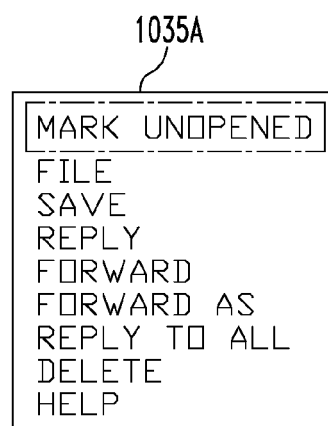 1035A
MARK UNOPENED
FILE
SAVE
REPLY
FORWARD
FORWARD AS
REPLY TO ALL
DELETE
HELP